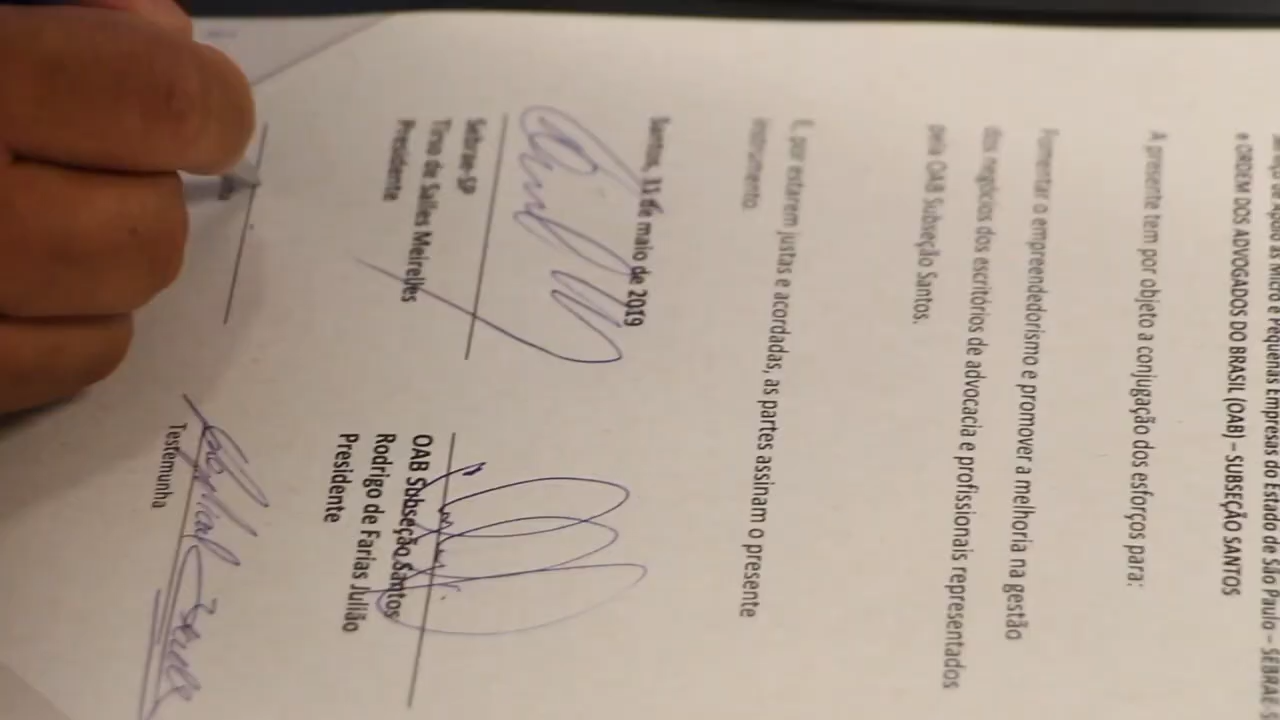 de Apoio às Micro e Pequenas Empresas do Estado de São Paulo – SEBRAE-S
e ORDEM DOS ADVOGADOS DO BRASIL (OAB) – SUBSEÇÃO SANTOS
A presente tem por objeto a conjugação dos esforços para:
Fomentar o empreendedorismo e promover a melhoria na gestão
dos negócios dos escritórios de advocacia e profissionais representados
pela OAB Subseção Santos.
E, por estarem justas e acordadas, as partes assinam o presente
instrumento.
Santos, 13 de maio de 2019
Sebrae-SP
Tirso de Salles Meirelles
Presidente
OAB Subseção Santos
Rodrigo de Farias Julião
Presidente
Testemunha